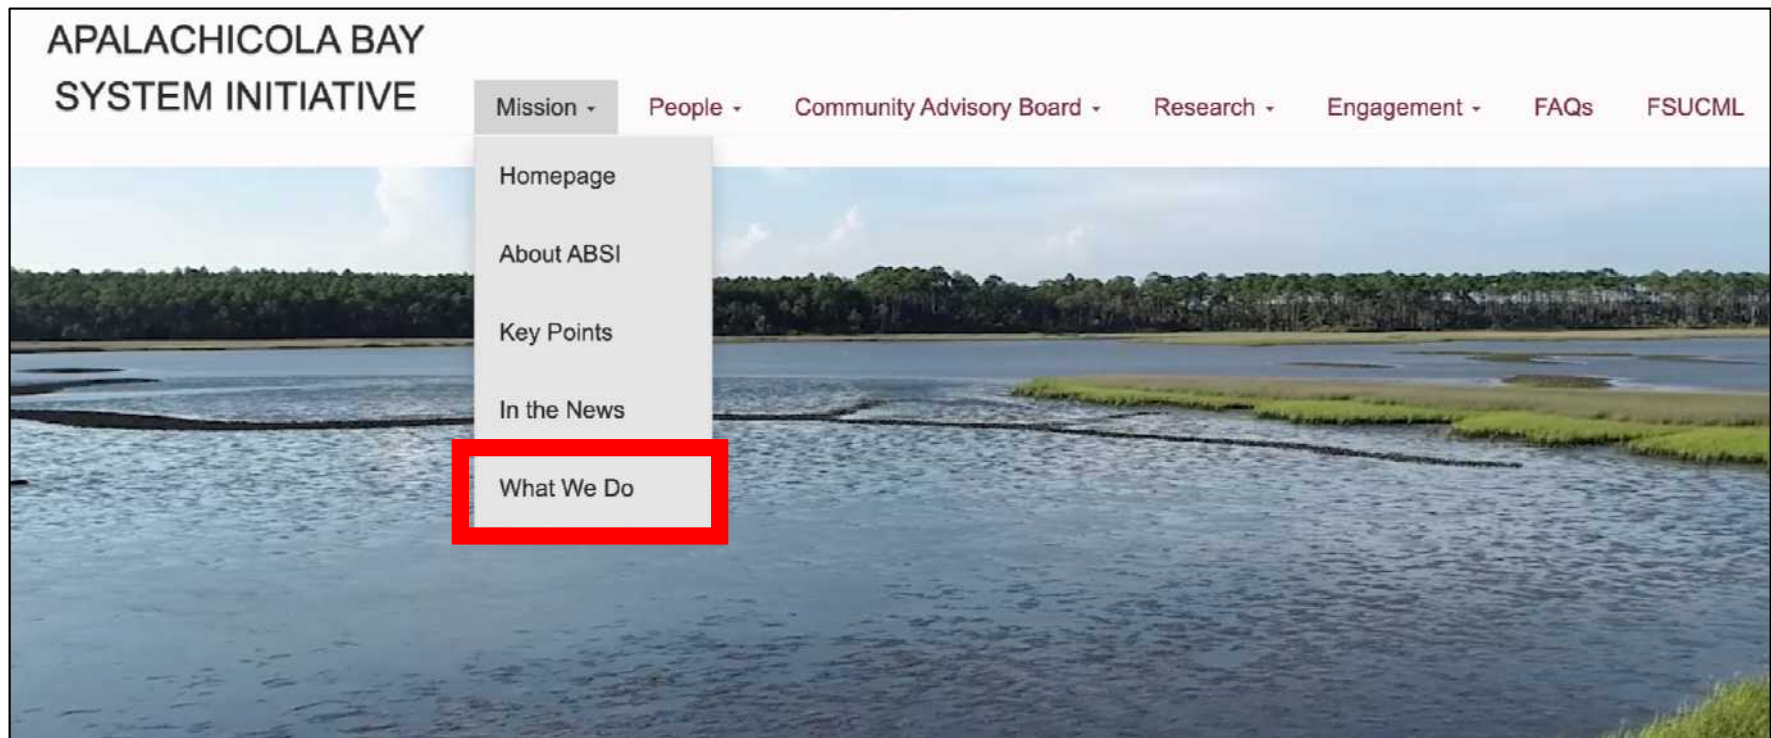 APALACHICOLA BAY
SYSTEM INITIATIVE
Mission
People
Community Advisory Board
Research
Engagement
FAQs
FSUCML
Homepage
About ABSI
Key Points
In the News
What We Do